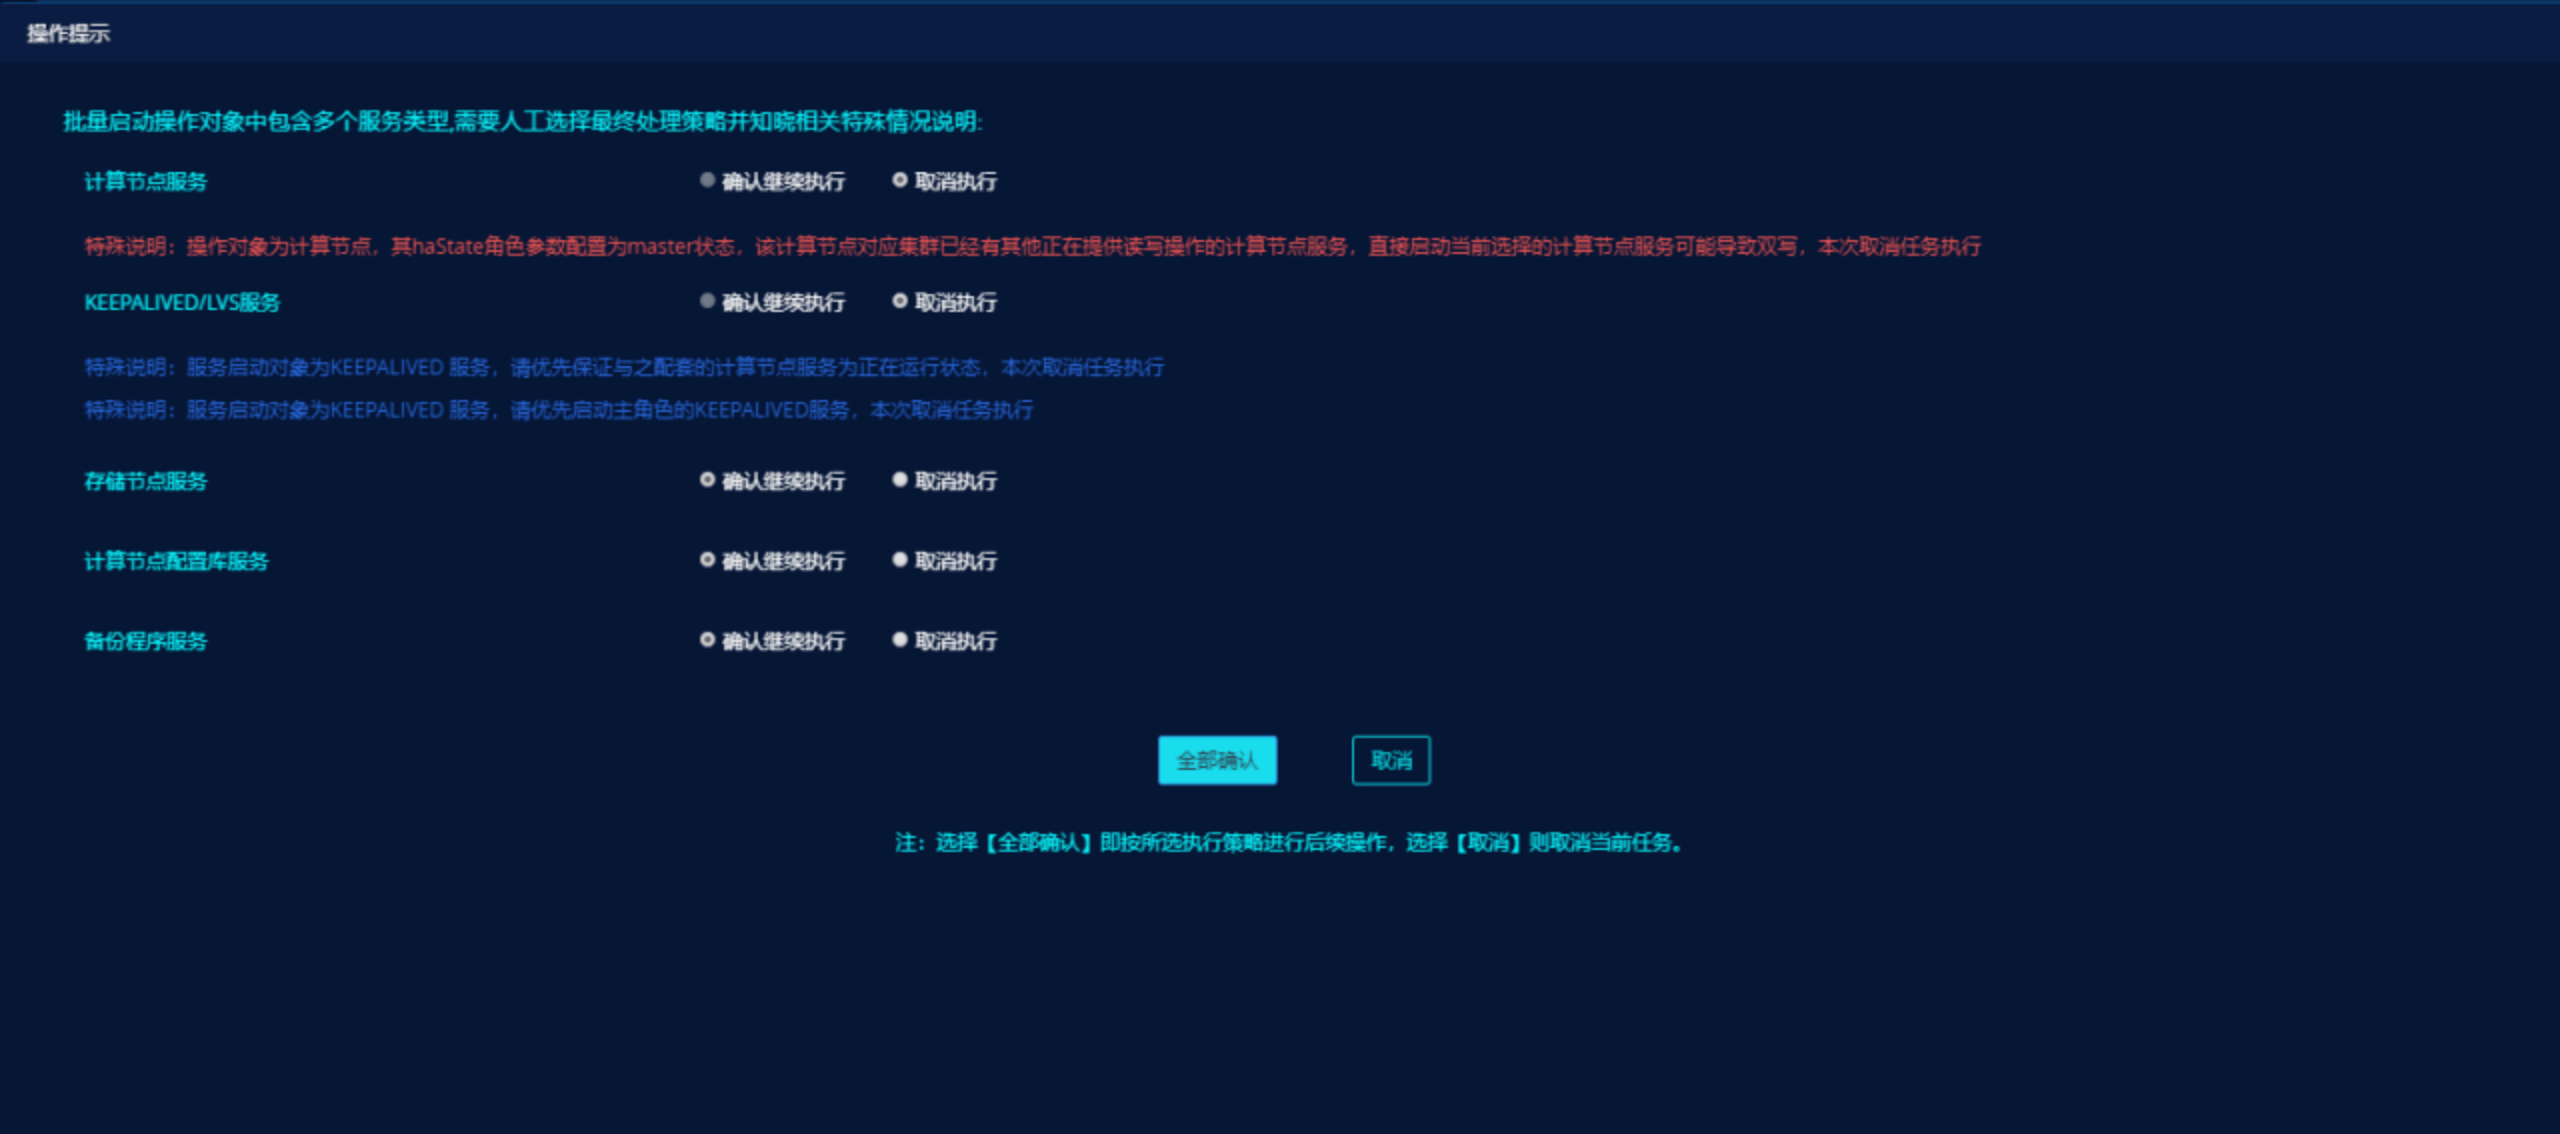 操作提示
批量启动操作对象中包含多个服务类型,需要人工选择最终处理策略并知晓相关特殊情况说明:
计算节点服务 确认继续执行 取消执行
特殊说明：操作对象为计算节点，其haState角色参数配置为master状态，该计算节点对应集群已经有其他正在提供读写操作的计算节点服务，直接启动当前选择的计算节点服务可能导致双写，本次取消任务执行
KEEPALIVED/LVS服务 确认继续执行 取消执行
特殊说明：服务启动对象为KEEPALIVED 服务，请优先保证与之配套的计算节点服务为正在运行状态，本次取消任务执行
特殊说明：服务启动对象为KEEPALIVED 服务，请优先启动主角色的KEEPALIVED服务，本次取消任务执行
存储节点服务 确认继续执行 取消执行
计算节点配置库服务 确认继续执行 取消执行
备份程序服务 确认继续执行 取消执行
全部确认 取消
注：选择【全部确认】即按所选执行策略进行后续操作，选择【取消】则取消当前任务。